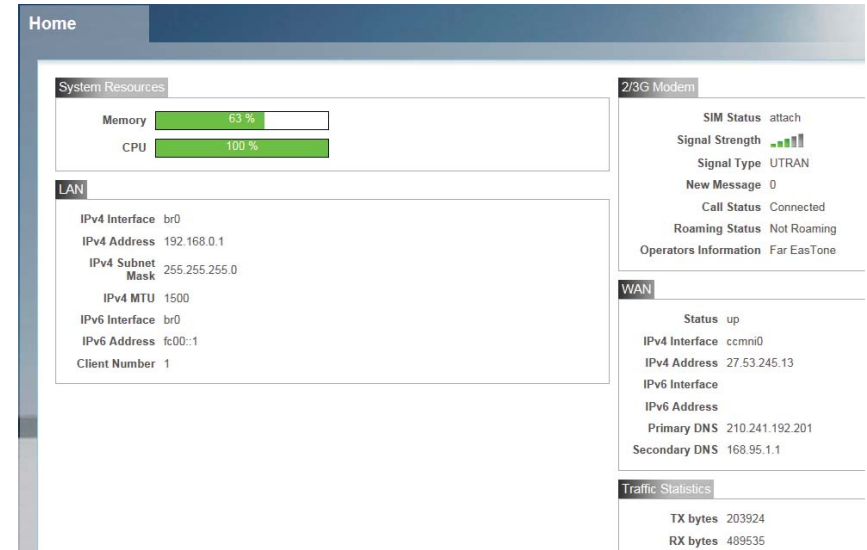 Home
System Resources
Memory 63 %
CPU 100 %
LAN
IPv4 Interface br0
IPv4 Address 192.168.0.1
IPv4 Subnet
Mask 255.255.255.0
IPv4 MTU 1500
IPv6 Interface br0
IPv6 Address fc00::1
Client Number 1
2/3G Modem
SIM Status attach
Signal Strength
Signal Type UTRAN
New Message 0
Call Status Connected
Roaming Status Not Roaming
Operators Information Far EasTone
WAN
Status up
IPv4 Interface ccmni0
IPv4 Address 27.53.245.13
IPv6 Interface
IPv6 Address
Primary DNS 210.241.192.201
Secondary DNS 168.95.1.1
Traffic Statistics
TX bytes 203924
RX bytes 489535